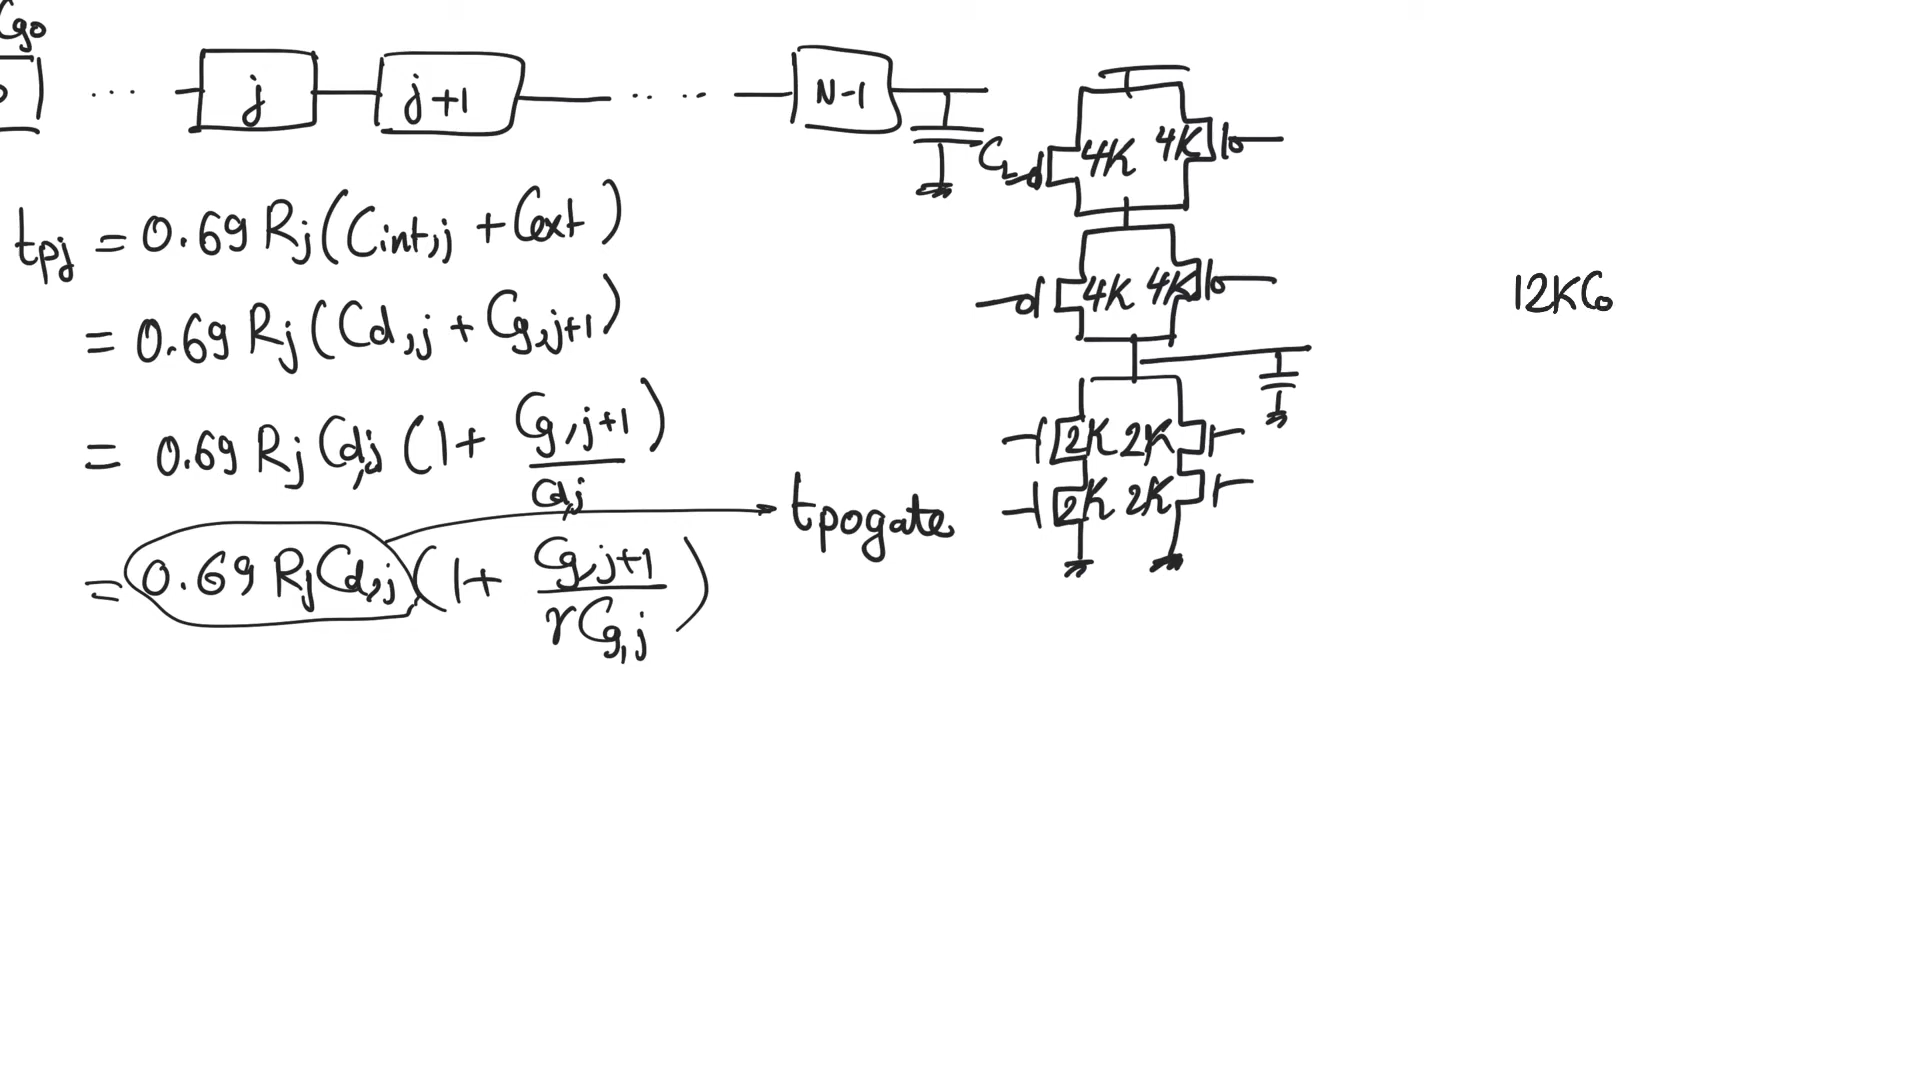 Cgo
j j+1 N-1
CL
4K 4K
tpj = 0.69 Rj (Cint,j + Cext)
4K 4K
12KCo
= 0.69 Rj (Cd,j + Cg,j+1)
= 0.69 Rj Cd,j (1 + Cg,j+1 / Cd,j)
2K 2K
2K 2K
tpogate
= 0.69 Rj Cd,j (1 + Cg,j+1 / γCg,j)